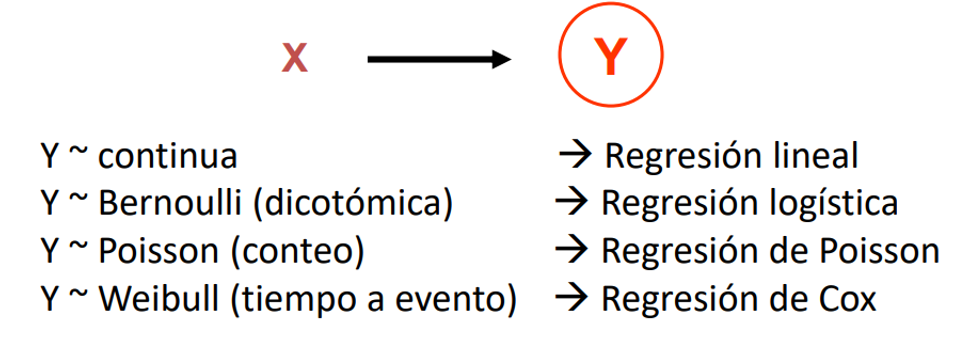 X → Y
Y ~ continua → Regresión lineal
Y ~ Bernoulli (dicotómica) → Regresión logística
Y ~ Poisson (conteo) → Regresión de Poisson
Y ~ Weibull (tiempo a evento) → Regresión de Cox